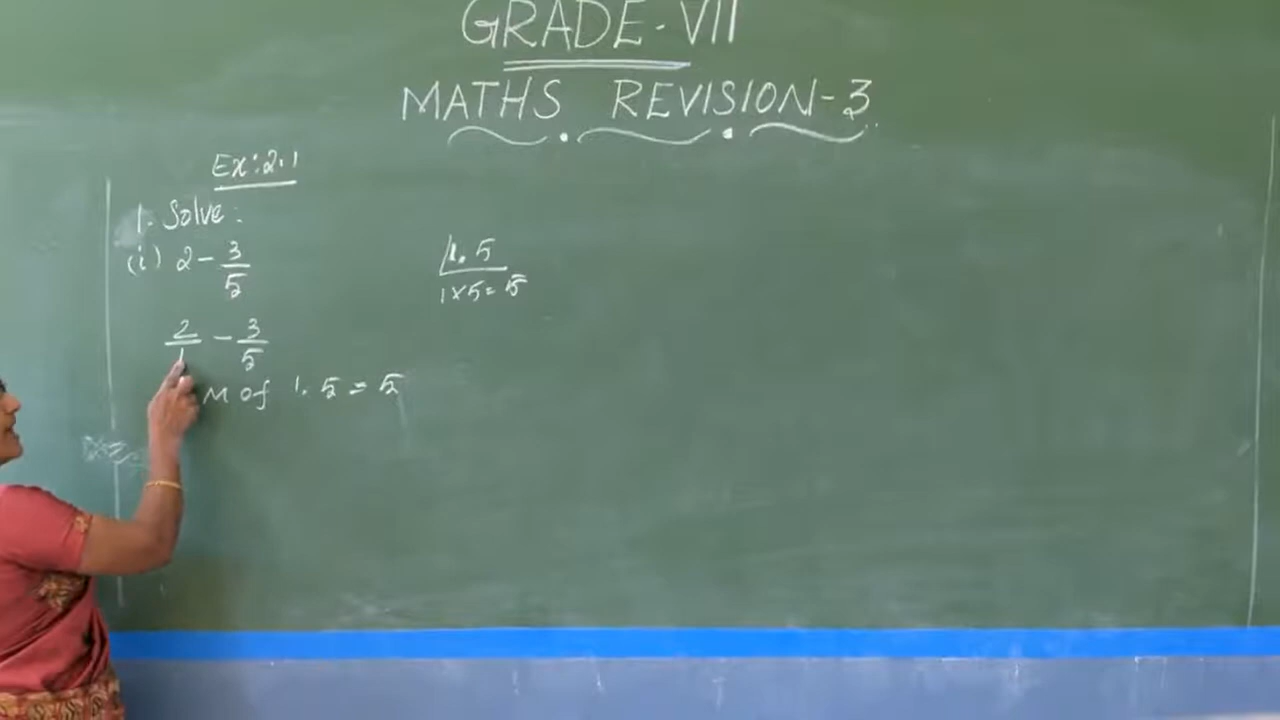 GRADE-VII
MATHS REVISION-3
Ex:2.1
1. Solve:
(i) 2 - 3/5
2/1 - 3/5
M of 1, 5 = 5
1, 5
1×5=5